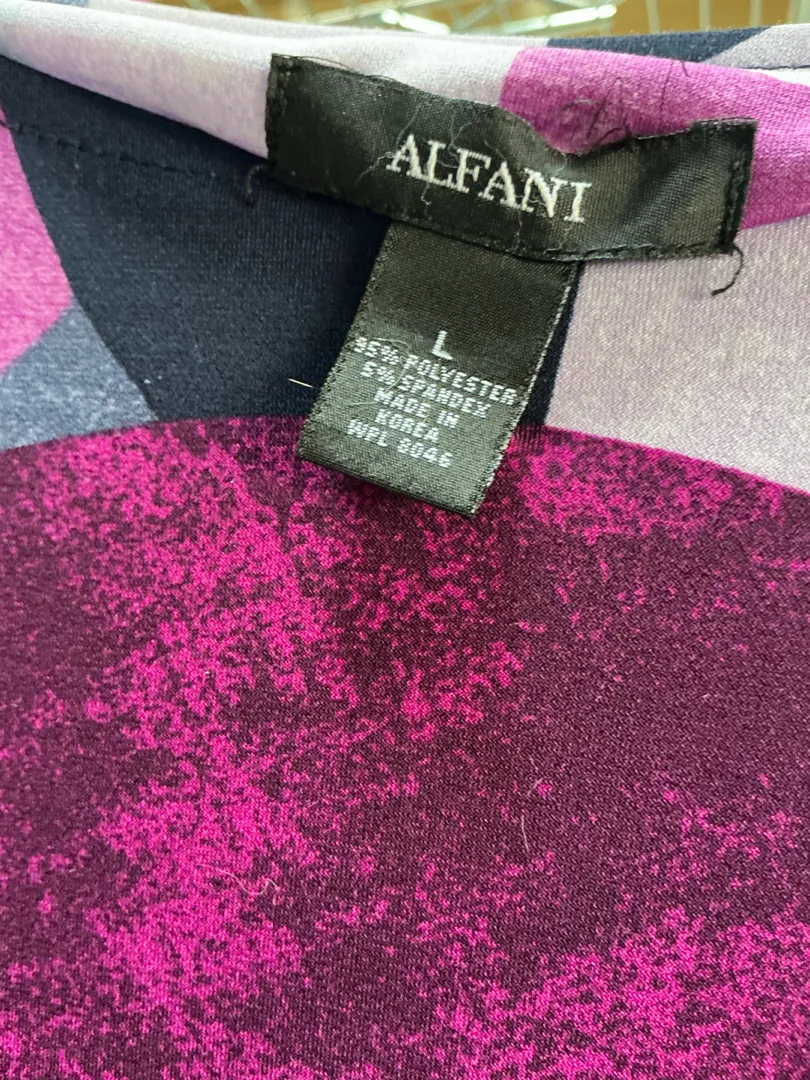 ALFANI
L
95% POLYESTER
5% SPANDEX
MADE IN
KOREA
WPL 8046